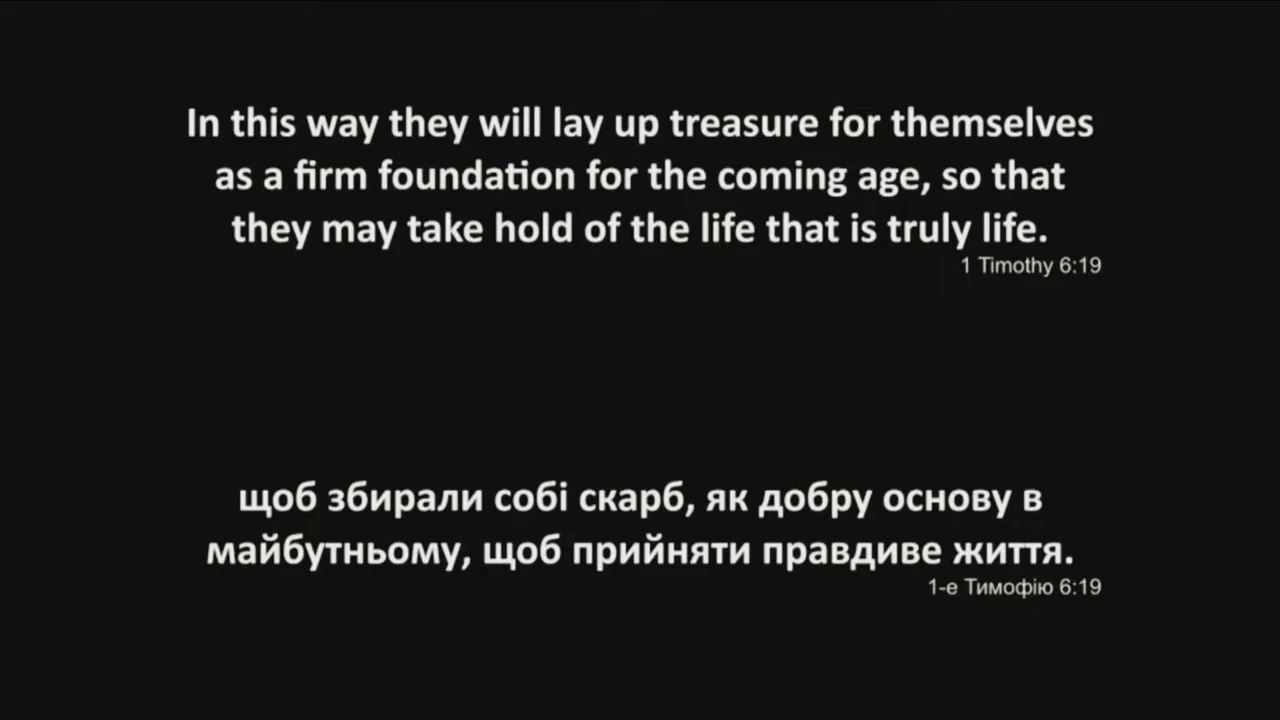 In this way they will lay up treasure for themselves
as a firm foundation for the coming age, so that
they may take hold of the life that is truly life.
1 Timothy 6:19
щоб збирали собі скарб, як добру основу в
майбутньому, щоб прийняти правдиве життя.
1-е Тимофію 6:19